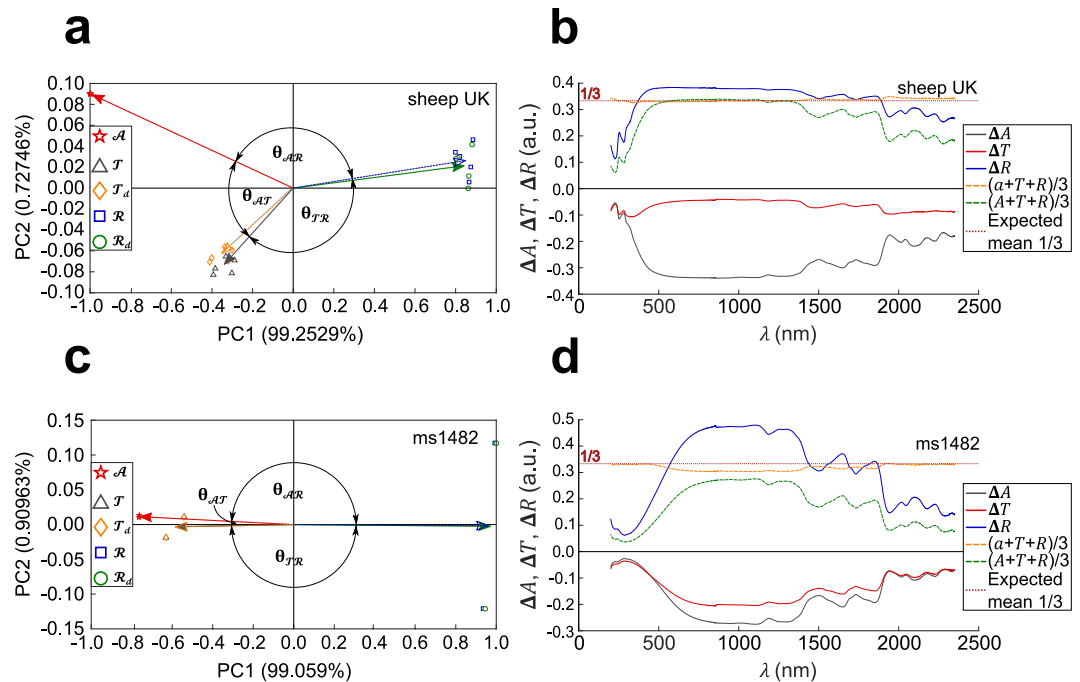 a
PC2 (0.72746%)
0.10
0.08
0.06
0.04
0.02
0.00
-0.02
-0.04
-0.06
-0.08
-0.10
sheep UK
𝒜
𝒯
𝒯d
ℛ
ℛd
θAR
θAT
θTR
-1.0 -0.8 -0.6 -0.4 -0.2 0.0 0.2 0.4 0.6 0.8 1.0
PC1 (99.2529%)
b
ΔA, ΔT, ΔR (a.u.)
0.4
0.3
0.2
0.1
0.0
-0.1
-0.2
-0.3
-0.4
1/3
sheep UK
ΔA
ΔT
ΔR
(a+T+R)/3
(A+T+R)/3
Expected
mean 1/3
0 500 1000 1500 2000 2500
λ (nm)
c
PC2 (0.90963%)
0.15
0.10
0.05
0.00
-0.05
-0.10
-0.15
ms1482
𝒜
𝒯
𝒯d
ℛ
ℛd
θAT
θAR
θTR
-1.0 -0.8 -0.6 -0.4 -0.2 0.0 0.2 0.4 0.6 0.8 1.0
PC1 (99.059%)
d
ΔA, ΔT, ΔR (a.u.)
0.5
0.4
0.3
0.2
0.1
0.0
-0.1
-0.2
-0.3
1/3
ms1482
ΔA
ΔT
ΔR
(a+T+R)/3
(A+T+R)/3
Expected
mean 1/3
0 500 1000 1500 2000 2500
λ (nm)